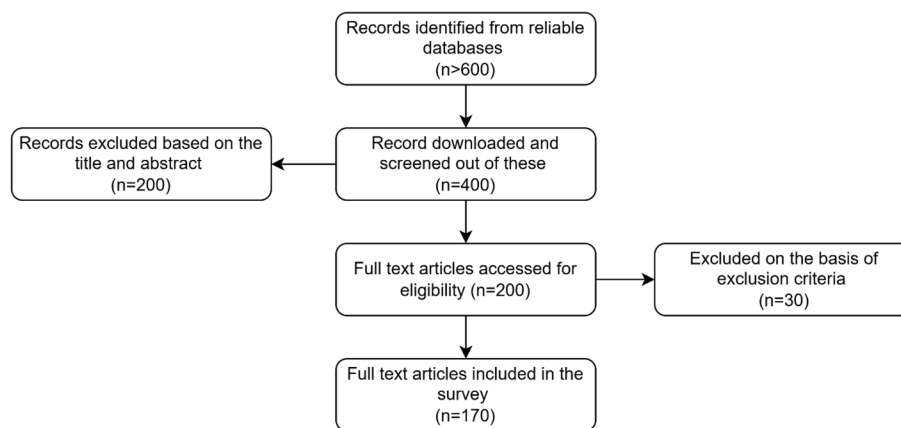 Records identified from reliable
databases
(n>600)
Records excluded based on the
title and abstract
(n=200)
Record downloaded and
screened out of these
(n=400)
Full text articles accessed for
eligibility (n=200)
Excluded on the basis of
exclusion criteria
(n=30)
Full text articles included in the
survey
(n=170)